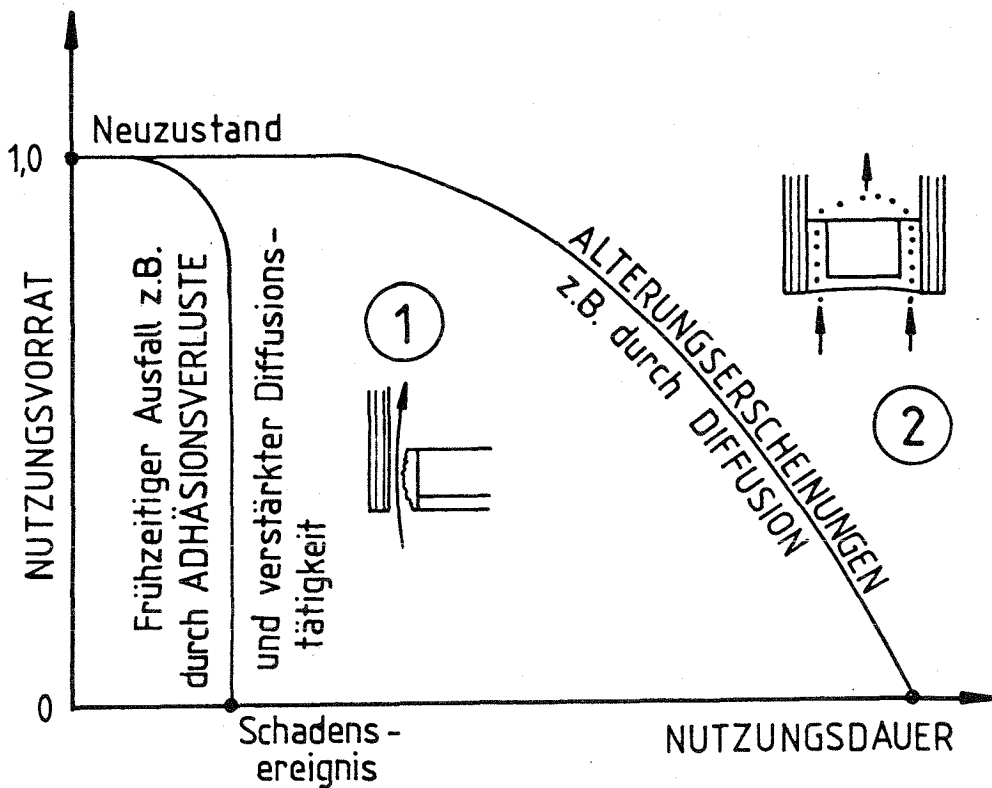 Neuzustand
1,0
NUTZUNGSVORRAT
0
Frühzeitiger Ausfall z.B.
durch ADHÄSIONSVERLUSTE
und verstärkter Diffusions-
tätigkeit
1
ALTERUNGSERSCHEINUNGEN
z.B. durch DIFFUSION
2
Schadens-
ereignis
NUTZUNGSDAUER